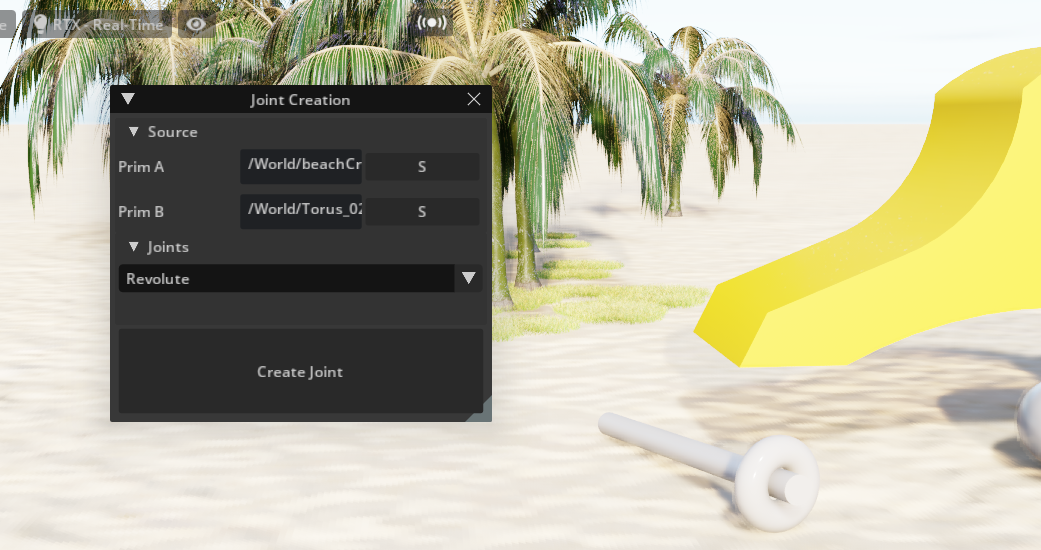 RTX - Real-Time
Joint Creation
Source
Prim A /World/beachCr S
Prim B /World/Torus_02 S
Joints
Revolute
Create Joint